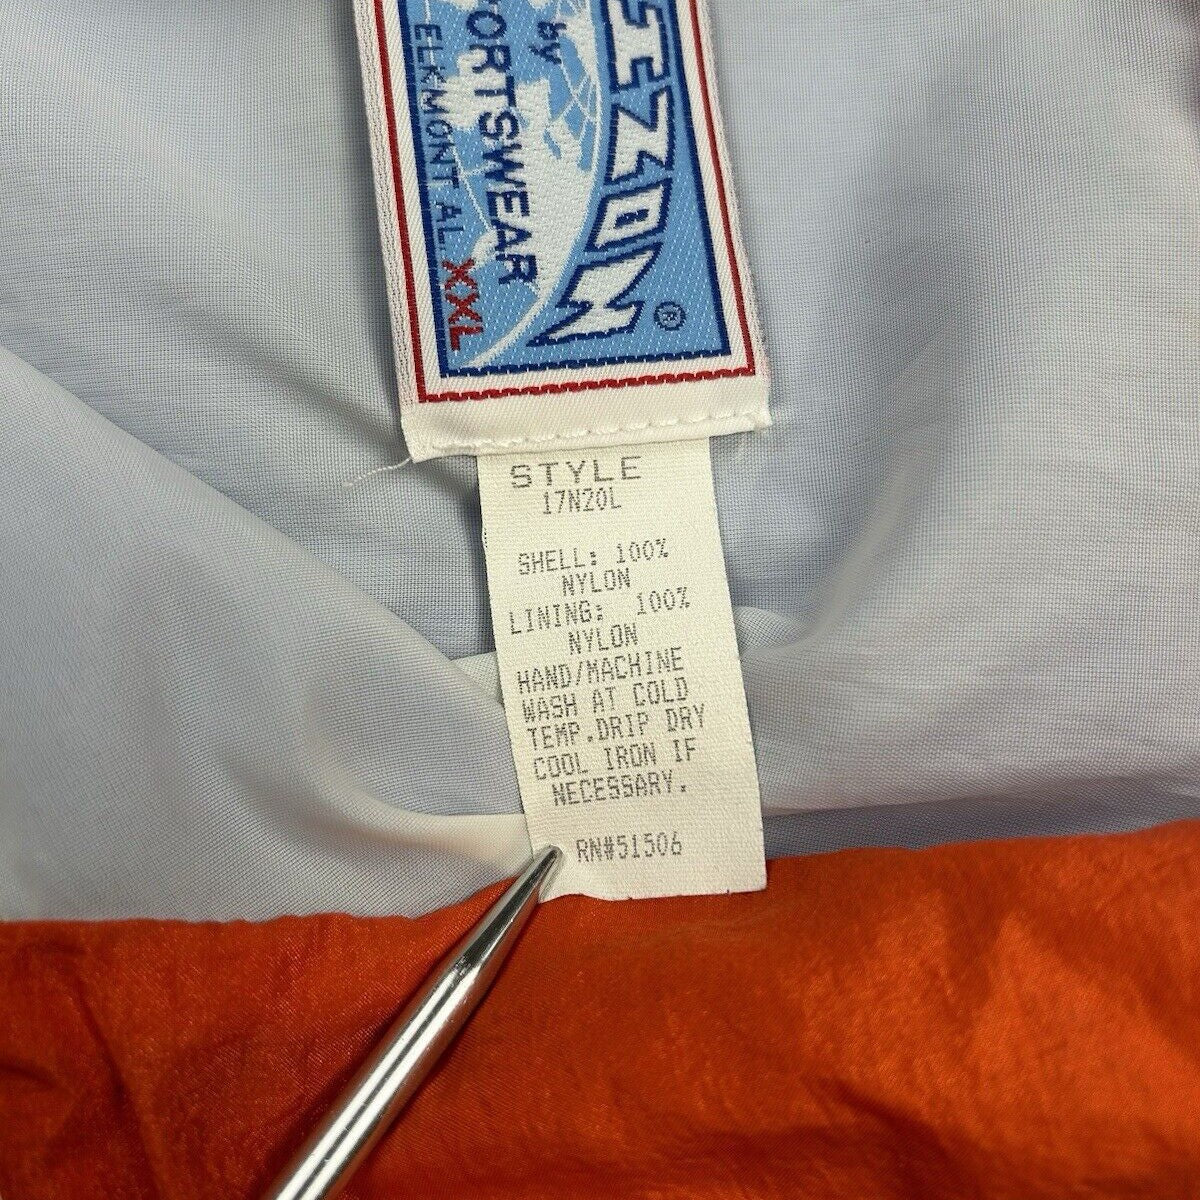 by
SPORTSWEAR
ELKMONT AL.
XXL
®
STYLE
17N20L
SHELL: 100%
NYLON
LINING: 100%
NYLON
HAND/MACHINE
WASH AT COLD
TEMP.DRIP DRY
COOL IRON IF
NECESSARY.
RN#51506